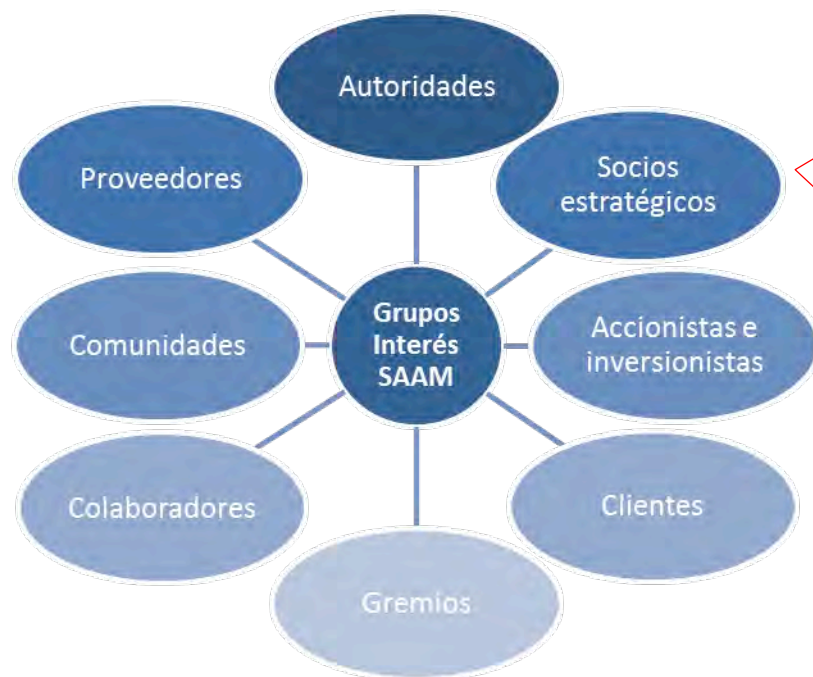 Autoridades
Proveedores
Socios
estratégicos
Grupos
Interés
SAAM
Comunidades
Accionistas e
inversionistas
Colaboradores
Clientes
Gremios